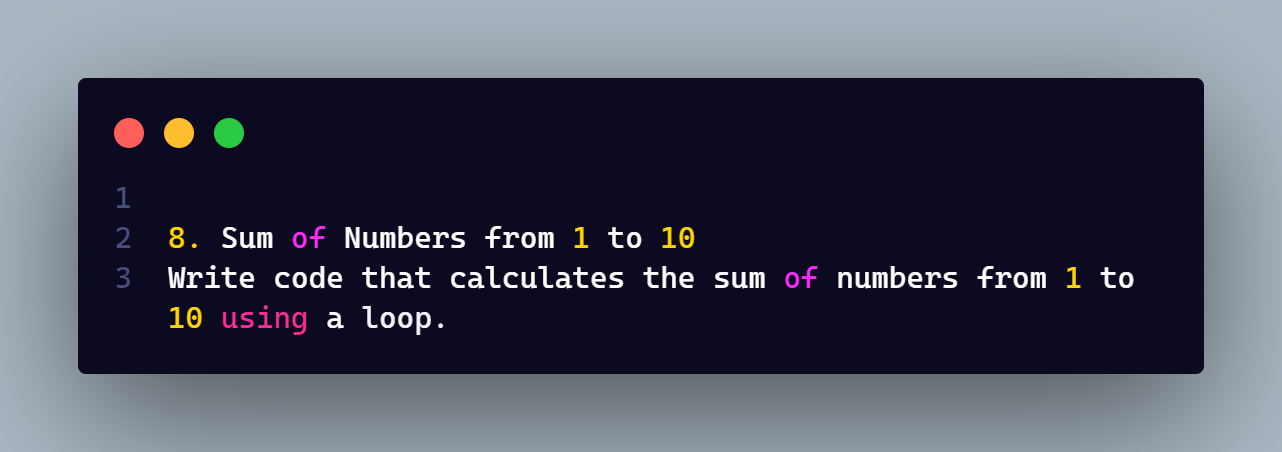 1
2 8. Sum of Numbers from 1 to 10
3 Write code that calculates the sum of numbers from 1 to
10 using a loop.